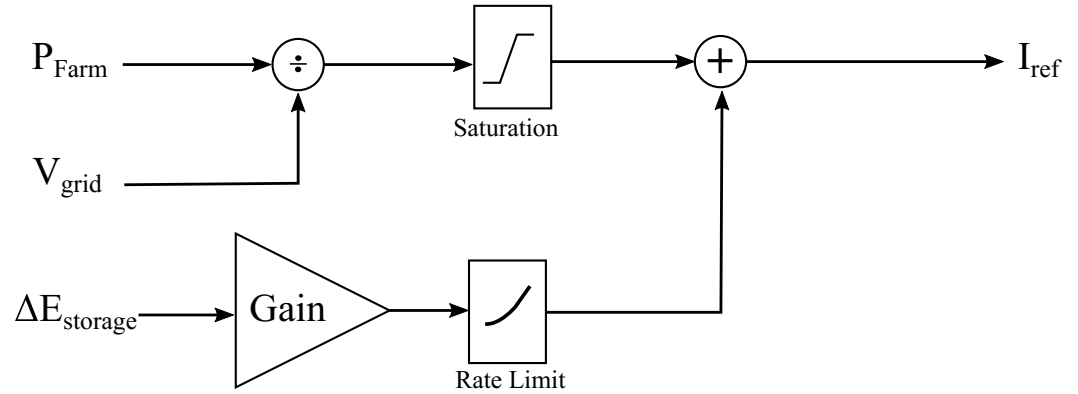 P_Farm
÷
Saturation
+
I_ref
V_grid
ΔE_storage
Gain
Rate Limit